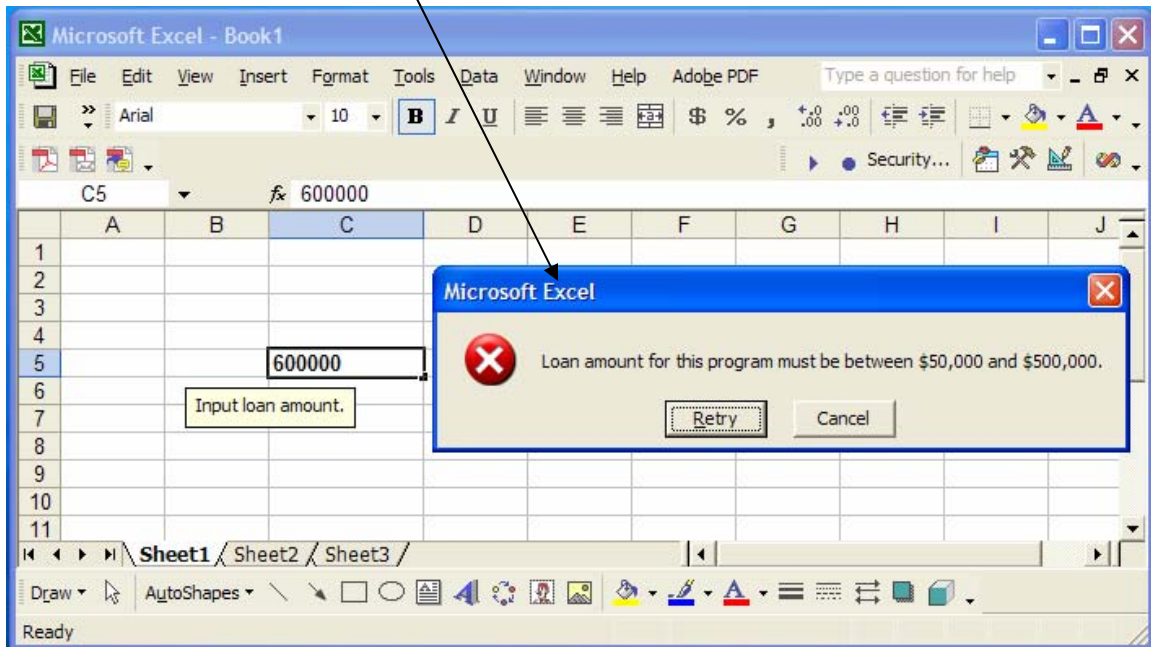 Microsoft Excel - Book1
File Edit View Insert Format Tools Data Window Help Adobe PDF Type a question for help
Arial 10 B I U $ % ,
Security...
C5 fx 600000
A B C D E F G H I J
1
2
Microsoft Excel
3
4
Loan amount for this program must be between $50,000 and $500,000.
5 600000
6
Input loan amount.
7
Retry Cancel
8
9
10
11
Sheet1 Sheet2 Sheet3
Draw AutoShapes
Ready